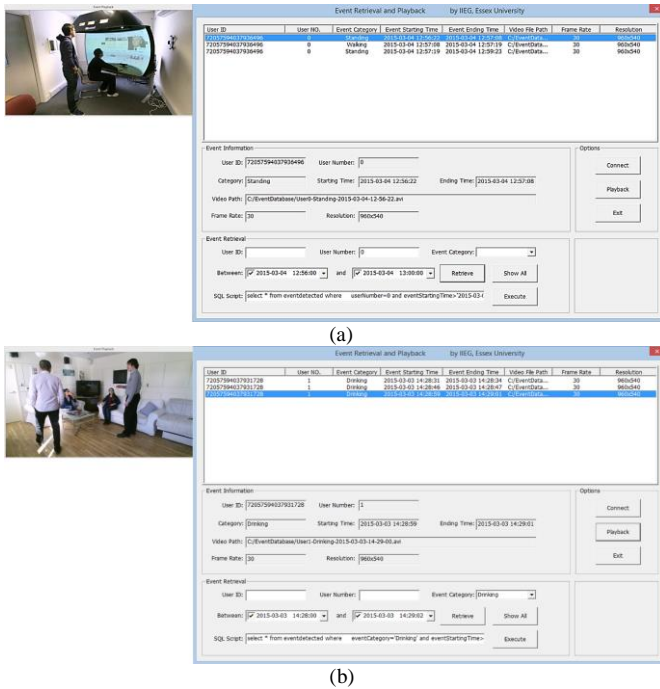 Event Playback
Event Retrieval and Playback by IIEG, Essex University
User ID User NO. Event Category Event Starting Time Event Ending Time Video File Path Frame Rate Resolution
72057594037936496 0 Standing 2015-03-04 12:56:22 2015-03-04 12:57:08 C:/EventData... 30 960x540
72057594037936496 0 Walking 2015-03-04 12:57:08 2015-03-04 12:57:19 C:/EventData... 30 960x540
72057594037936496 0 Standing 2015-03-04 12:57:19 2015-03-04 12:59:23 C:/EventData... 30 960x540
Event Information
Options
User ID: 72057594037936496 User Number: 0
Connect
Category: Standing Starting Time: 2015-03-04 12:56:22 Ending Time: 2015-03-04 12:57:08
Playback
Video Path: C:/EventDatabase/User0-Standing-2015-03-04-12-56-22.avi
Frame Rate: 30 Resolution: 960x540
Exit
Event Retrieval
User ID: User Number: 0 Event Category:
Between: 2015-03-04 12:56:00 and 2015-03-04 13:00:00 Retrieve Show All
SQL Script: select * from eventdetected where userNumber=0 and eventStartingTime>'2015-03-0 Execute
(a)
Event Playback
Event Retrieval and Playback by IIEG, Essex University
User ID User NO. Event Category Event Starting Time Event Ending Time Video File Path Frame Rate Resolution
72057594037931728 1 Drinking 2015-03-03 14:28:31 2015-03-03 14:28:34 C:/EventData... 30 960x540
72057594037931728 1 Drinking 2015-03-03 14:28:46 2015-03-03 14:28:47 C:/EventData... 30 960x540
72057594037931728 1 Drinking 2015-03-03 14:28:59 2015-03-03 14:29:01 C:/EventData... 30 960x540
Event Information
Options
User ID: 72057594037931728 User Number: 1
Connect
Category: Drinking Starting Time: 2015-03-03 14:28:59 Ending Time: 2015-03-03 14:29:01
Playback
Video Path: C:/EventDatabase/User1-Drinking-2015-03-03-14-29-00.avi
Frame Rate: 30 Resolution: 960x540
Exit
Event Retrieval
User ID: User Number: Event Category: Drinking
Between: 2015-03-03 14:28:00 and 2015-03-03 14:29:02 Retrieve Show All
SQL Script: select * from eventdetected where eventCategory='Drinking' and eventStartingTime> Execute
(b)